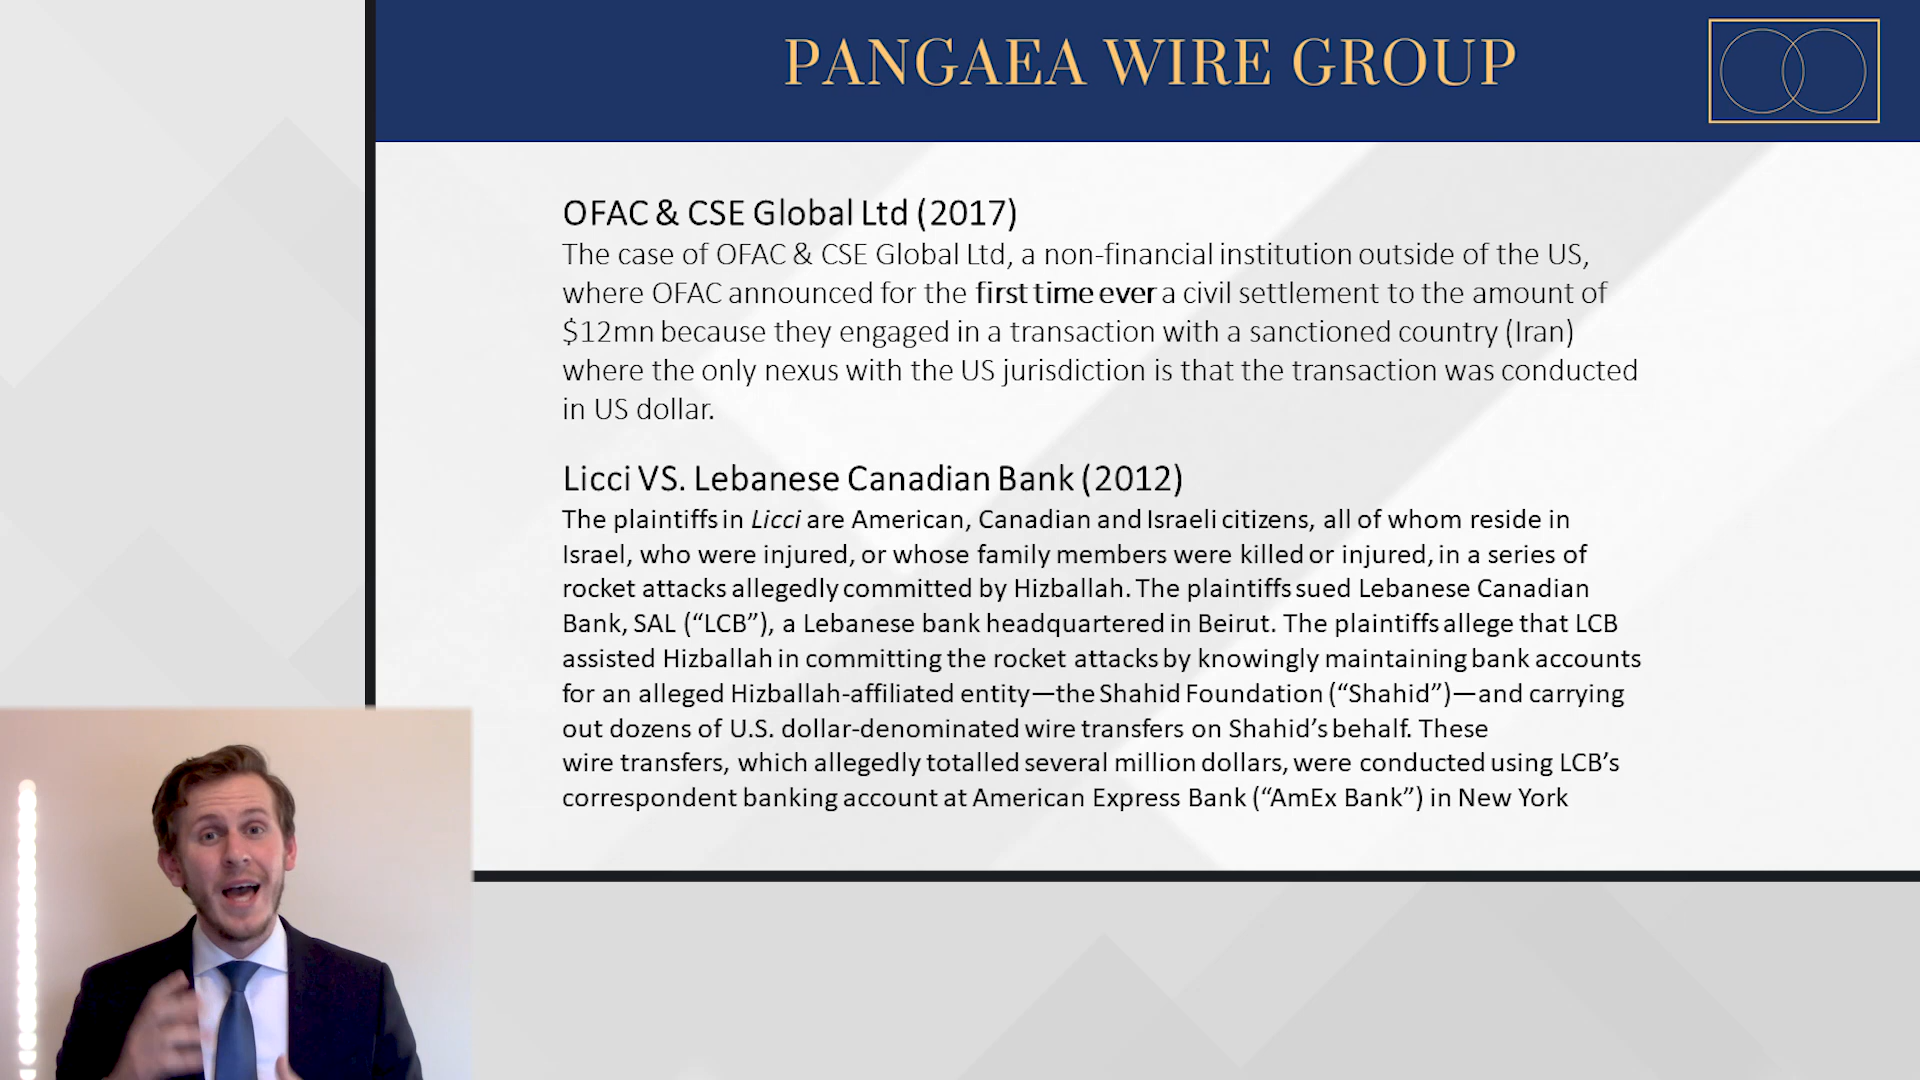 PANGAEA WIRE GROUP
OFAC & CSE Global Ltd (2017)
The case of OFAC & CSE Global Ltd, a non-financial institution outside of the US,
where OFAC announced for the first time ever a civil settlement to the amount of
$12mn because they engaged in a transaction with a sanctioned country (Iran)
where the only nexus with the US jurisdiction is that the transaction was conducted
in US dollar.
Licci VS. Lebanese Canadian Bank (2012)
The plaintiffs in Licci are American, Canadian and Israeli citizens, all of whom reside in
Israel, who were injured, or whose family members were killed or injured, in a series of
rocket attacks allegedly committed by Hizballah. The plaintiffs sued Lebanese Canadian
Bank, SAL (“LCB”), a Lebanese bank headquartered in Beirut. The plaintiffs allege that LCB
assisted Hizballah in committing the rocket attacks by knowingly maintaining bank accounts
for an alleged Hizballah-affiliated entity—the Shahid Foundation (“Shahid”)—and carrying
out dozens of U.S. dollar-denominated wire transfers on Shahid’s behalf. These
wire transfers, which allegedly totalled several million dollars, were conducted using LCB’s
correspondent banking account at American Express Bank (“AmEx Bank”) in New York